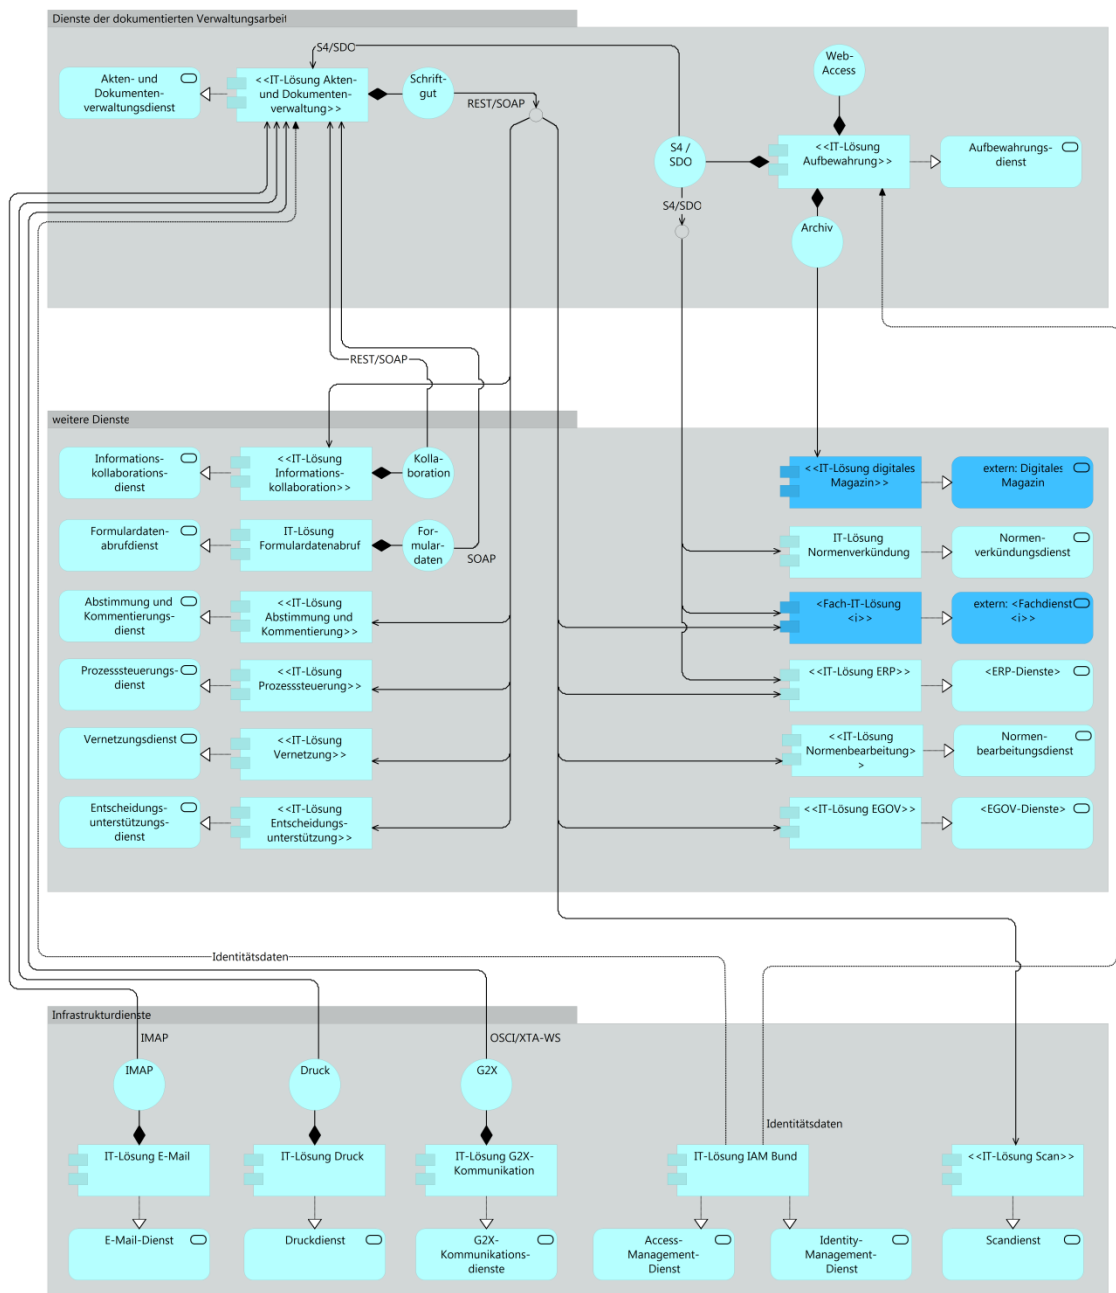 Dienste der dokumentierten Verwaltungsarbeit
S4/SDO
Akten- und
Dokumenten-
verwaltungsdienst
<<IT-Lösung Akten-
und Dokumenten-
verwaltung>>
Schrift-
gut
REST/SOAP
Web-
Access
S4 /
SDO
<<IT-Lösung
Aufbewahrung>>
Aufbewahrungs-
dienst
S4/SDO
Archiv
REST/SOAP
weitere Dienste
Informations-
kollaborations-
dienst
<<IT-Lösung
Informations-
kollaboration>>
Kolla-
boration
<<IT-Lösung digitales
Magazin>>
extern: Digitales
Magazin
Formulardaten-
abrufdienst
IT-Lösung
Formulardatenabruf
For-
mular-
daten
SOAP
IT-Lösung
Normenverkündung
Normen-
verkündungsdienst
Abstimmung und
Kommentierungs-
dienst
<<IT-Lösung
Abstimmung und
Kommentierung>>
<Fach-IT-Lösung
<i>>
extern: <Fachdienst
<i>>
Prozesssteuerungs-
dienst
<<IT-Lösung
Prozesssteuerung>>
<<IT-Lösung ERP>>
<ERP-Dienste>
Vernetzungsdienst
<<IT-Lösung
Vernetzung>>
<<IT-Lösung
Normenbearbeitung>
>
Normen-
bearbeitungsdienst
Entscheidungs-
unterstützungs-
dienst
<<IT-Lösung
Entscheidungs-
unterstützung>>
<<IT-Lösung EGOV>>
<EGOV-Dienste>
Identitätsdaten
Infrastrukturdienste
IMAP
OSCI/XTA-WS
IMAP
Druck
G2X
Identitätsdaten
IT-Lösung E-Mail
IT-Lösung Druck
IT-Lösung G2X-
Kommunikation
IT-Lösung IAM Bund
<<IT-Lösung Scan>>
E-Mail-Dienst
Druckdienst
G2X-
Kommunikations-
dienste
Access-
Management-
Dienst
Identity-
Management-
Dienst
Scandienst